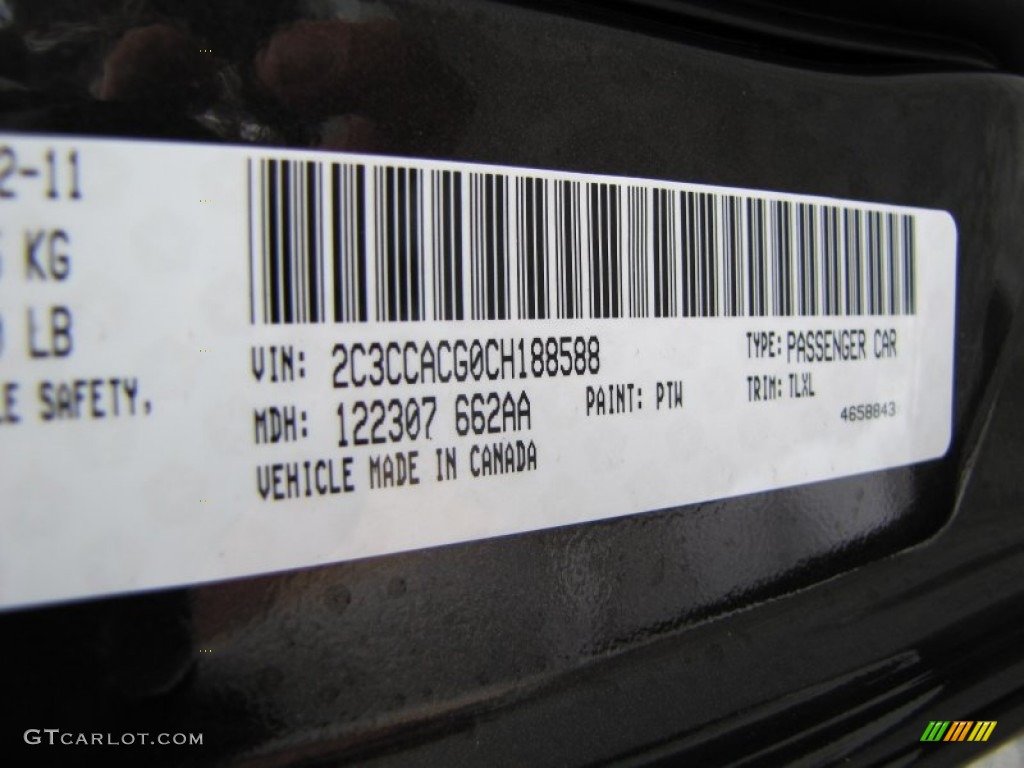 2-11
KG
LB
LE SAFETY,
VIN: 2C3CCACG0CH188588
TYPE: PASSENGER CAR
MDH: 122307 662AA
PAINT: PTW
TRIM: TLXL
4658843
VEHICLE MADE IN CANADA
GTCARLOT.COM